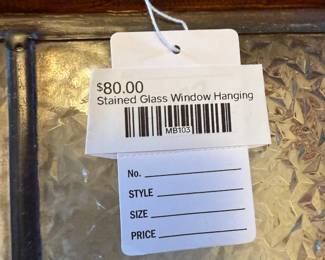 $80.00
Stained Glass Window Hanging
MB103
No.
STYLE
SIZE
PRICE